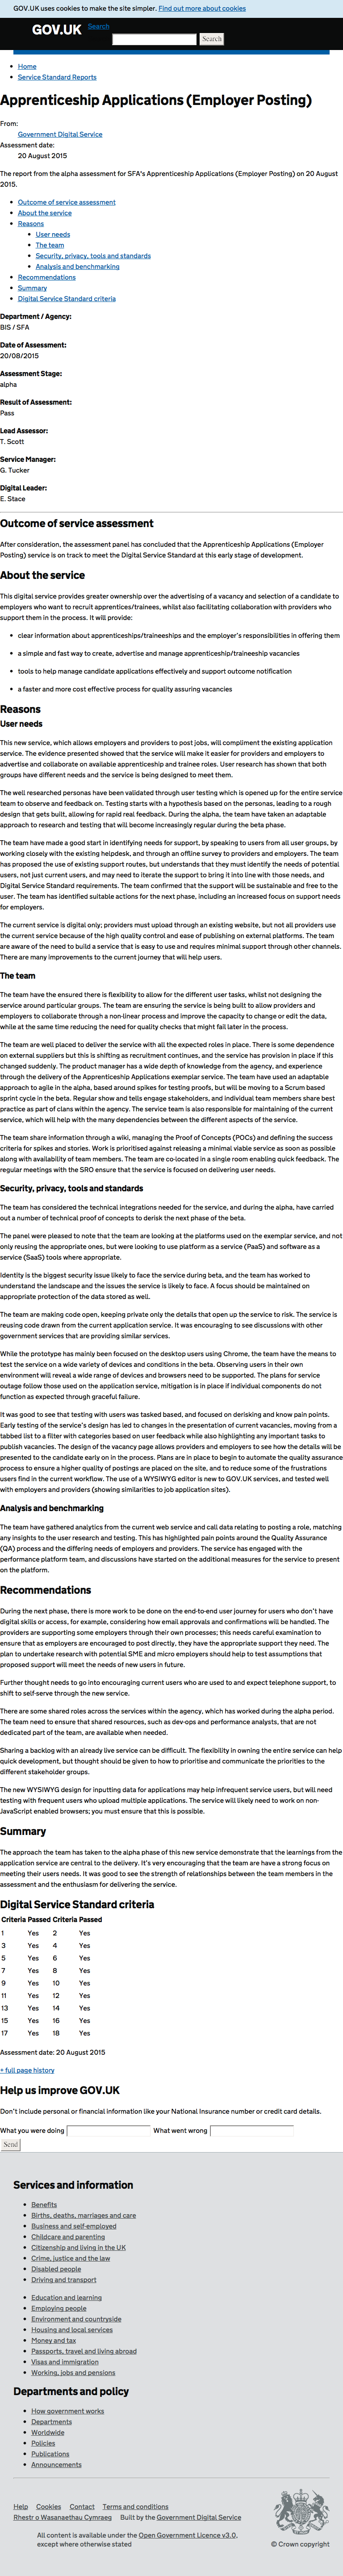 GOV.UK uses cookies to make the site simpler. Find out more about cookies
GOV.UK
Search
Search
Home
Service Standard Reports
Apprenticeship Applications (Employer Posting)
From:
Government Digital Service
Assessment date:
20 August 2015
The report from the alpha assessment for SFA's Apprenticeship Applications (Employer Posting) on 20 August
2015.
Outcome of service assessment
About the service
Reasons
User needs
The team
Security, privacy, tools and standards
Analysis and benchmarking
Recommendations
Summary
Digital Service Standard criteria
Department / Agency:
BIS / SFA
Date of Assessment:
20/08/2015
Assessment Stage:
alpha
Result of Assessment:
Pass
Lead Assessor:
T. Scott
Service Manager:
G. Tucker
Digital Leader:
E. Stace
Outcome of service assessment
After consideration, the assessment panel has concluded that the Apprenticeship Applications (Employer
Posting) service is on track to meet the Digital Service Standard at this early stage of development.
About the service
This digital service provides greater ownership over the advertising of a vacancy and selection of a candidate to
employers who want to recruit apprentices/trainees, whilst also facilitating collaboration with providers who
support them in the process. It will provide:
clear information about apprenticeships/traineeships and the employer's responsibilities in offering them
a simple and fast way to create, advertise and manage apprenticeship/traineeship vacancies
tools to help manage candidate applications effectively and support outcome notification
a faster and more cost effective process for quality assuring vacancies
Reasons
User needs
This new service, which allows employers and providers to post jobs, will compliment the existing application
service. The evidence presented showed that the service will make it easier for providers and employers to
advertise and collaborate on available apprenticeship and trainee roles. User research has shown that both
groups have different needs and the service is being designed to meet them.
The well researched personas have been validated through user testing which is opened up for the entire service
team to observe and feedback on. Testing starts with a hypothesis based on the personas, leading to a rough
design that gets built, allowing for rapid real feedback. During the alpha, the team have taken an adaptable
approach to research and testing that will become increasingly regular during the beta phase.
The team have made a good start in identifying needs for support, by speaking to users from all user groups, by
working closely with the existing helpdesk, and through an offline survey to providers and employers. The team
has proposed the use of existing support routes, but understands that they must identify the needs of potential
users, not just current users, and may need to iterate the support to bring it into line with those needs, and
Digital Service Standard requirements. The team confirmed that the support will be sustainable and free to the
user. The team has identified suitable actions for the next phase, including an increased focus on support needs
for employers.
The current service is digital only; providers must upload through an existing website, but not all providers use
the current service because of the high quality control and ease of publishing on external platforms. The team
are aware of the need to build a service that is easy to use and requires minimal support through other channels.
There are many improvements to the current journey that will help users.
The team
The team have the ensured there is flexibility to allow for the different user tasks, whilst not designing the
service around particular groups. The team are ensuring the service is being built to allow providers and
employers to collaborate through a non-linear process and improve the capacity to change or edit the data,
while at the same time reducing the need for quality checks that might fail later in the process.
The team are well placed to deliver the service with all the expected roles in place. There is some dependence
on external suppliers but this is shifting as recruitment continues, and the service has provision in place if this
changed suddenly. The product manager has a wide depth of knowledge from the agency, and experience
through the delivery of the Apprenticeship Applications exemplar service. The team have used an adaptable
approach to agile in the alpha, based around spikes for testing proofs, but will be moving to a Scrum based
sprint cycle in the beta. Regular show and tells engage stakeholders, and individual team members share best
practice as part of clans within the agency. The service team is also responsible for maintaining of the current
service, which will help with the many dependencies between the different aspects of the service.
The team share information through a wiki, managing the Proof of Concepts (POCs) and defining the success
criteria for spikes and stories. Work is prioritised against releasing a minimal viable service as soon as possible
along with availability of team members. The team are co-located in a single room enabling quick feedback. The
regular meetings with the SRO ensure that the service is focused on delivering user needs.
Security, privacy, tools and standards
The team has considered the technical integrations needed for the service, and during the alpha, have carried
out a number of technical proof of concepts to derisk the next phase of the beta.
The panel were pleased to note that the team are looking at the platforms used on the exemplar service, and not
only reusing the appropriate ones, but were looking to use platform as a service (PaaS) and software as a
service (SaaS) tools where appropriate.
Identity is the biggest security issue likely to face the service during beta, and the team has worked to
understand the landscape and the issues the service is likely to face. A focus should be maintained on
appropriate protection of the data stored as well.
The team are making code open, keeping private only the details that open up the service to risk. The service is
reusing code drawn from the current application service. It was encouraging to see discussions with other
government services that are providing similar services.
While the prototype has mainly been focused on the desktop users using Chrome, the team have the means to
test the service on a wide variety of devices and conditions in the beta. Observing users in their own
environment will reveal a wide range of devices and browsers need to be supported. The plans for service
outage follow those used on the application service, mitigation is in place if individual components do not
function as expected through graceful failure.
It was good to see that testing with users was tasked based, and focused on derisking and know pain points.
Early testing of the service's design has led to changes in the presentation of current vacancies, moving from a
tabbed list to a filter with categories based on user feedback while also highlighting any important tasks to
publish vacancies. The design of the vacancy page allows providers and employers to see how the details will be
presented to the candidate early on in the process. Plans are in place to begin to automate the quality assurance
process to ensure a higher quality of postings are placed on the site, and to reduce some of the frustrations
users find in the current workflow. The use of a WYSIWYG editor is new to GOV.UK services, and tested well
with employers and providers (showing similarities to job application sites).
Analysis and benchmarking
The team have gathered analytics from the current web service and call data relating to posting a role, matching
any insights to the user research and testing. This has highlighted pain points around the Quality Assurance
(QA) process and the differing needs of employers and providers. The service has engaged with the
performance platform team, and discussions have started on the additional measures for the service to present
on the platform.
Recommendations
During the next phase, there is more work to be done on the end-to-end user journey for users who don't have
digital skills or access, for example, considering how email approvals and confirmations will be handled. The
providers are supporting some employers through their own processes; this needs careful examination to
ensure that as employers are encouraged to post directly, they have the appropriate support they need. The
plan to undertake research with potential SME and micro employers should help to test assumptions that
proposed support will meet the needs of new users in future.
Further thought needs to go into encouraging current users who are used to and expect telephone support, to
shift to self-serve through the new service.
There are some shared roles across the services within the agency, which has worked during the alpha period.
The team need to ensure that shared resources, such as dev-ops and performance analysts, that are not
dedicated part of the team, are available when needed.
Sharing a backlog with an already live service can be difficult. The flexibility in owning the entire service can help
quick development, but thought should be given to how to prioritise and communicate the priorities to the
different stakeholder groups.
The new WYSIWYG design for inputting data for applications may help infrequent service users, but will need
testing with frequent users who upload multiple applications. The service will likely need to work on non-
JavaScript enabled browsers; you must ensure that this is possible.
Summary
The approach the team has taken to the alpha phase of this new service demonstrate that the learnings from the
application service are central to the delivery. It's very encouraging that the team are have a strong focus on
meeting their users needs. It was good to see the strength of relationships between the team members in the
assessment and the enthusiasm for delivering the service.
Digital Service Standard criteria
Criteria Passed Criteria Passed
1 Yes 2 Yes
3 Yes 4 Yes
5 Yes 6 Yes
7 Yes 8 Yes
9 Yes 10 Yes
11 Yes 12 Yes
13 Yes 14 Yes
15 Yes 16 Yes
17 Yes 18 Yes
Assessment date: 20 August 2015
+ full page history
Help us improve GOV.UK
Don't include personal or financial information like your National Insurance number or credit card details.
What you were doing What went wrong
Send
Services and information
Benefits
Births, deaths, marriages and care
Business and self-employed
Childcare and parenting
Citizenship and living in the UK
Crime, justice and the law
Disabled people
Driving and transport
Education and learning
Employing people
Environment and countryside
Housing and local services
Money and tax
Passports, travel and living abroad
Visas and immigration
Working, jobs and pensions
Departments and policy
How government works
Departments
Worldwide
Policies
Publications
Announcements
Help Cookies Contact Terms and conditions
Rhestr o Wasanaethau Cymraeg Built by the Government Digital Service
All content is available under the Open Government Licence v3.0,
except where otherwise stated
© Crown copyright